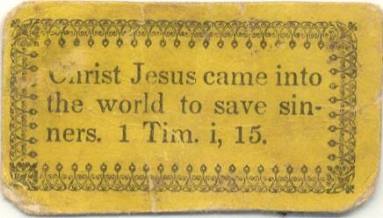 Christ Jesus came into
the world to save sin-
ners. 1 Tim. i, 15.